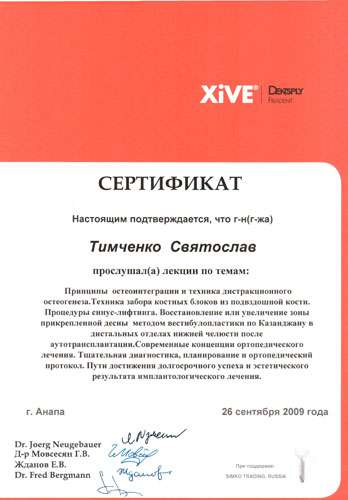 XiVE® DENTSPLY
FRIADENT
СЕРТИФИКАТ
Настоящим подтверждается, что г-н(г-жа)
Тимченко Святослав
прослушал(а) лекции по темам:
Принципы остеоинтеграции и техника дистракционного
остеогенеза.Техника забора костных блоков из подвздошной кости.
Процедуры синус-лифтинга. Восстановление или увеличение зоны
прикрепленной десны методом вестибулопластики по Казанджану в
дистальных отделах нижней челюсти после
аутотрансплантации.Современные концепции ортопедического
лечения. Тщательная диагностика, планирование и ортопедический
протокол. Пути достижения долгосрочного успеха и эстетического
результата имплантологического лечения.
г. Анапа 26 сентября 2009 года
Dr. Joerg Neugebauer
Д-р Мовсесян Г.В.
Жданов Е.В.
Dr. Fred Bergmann
При поддержке:
SIMKO TRADING, RUSSIA